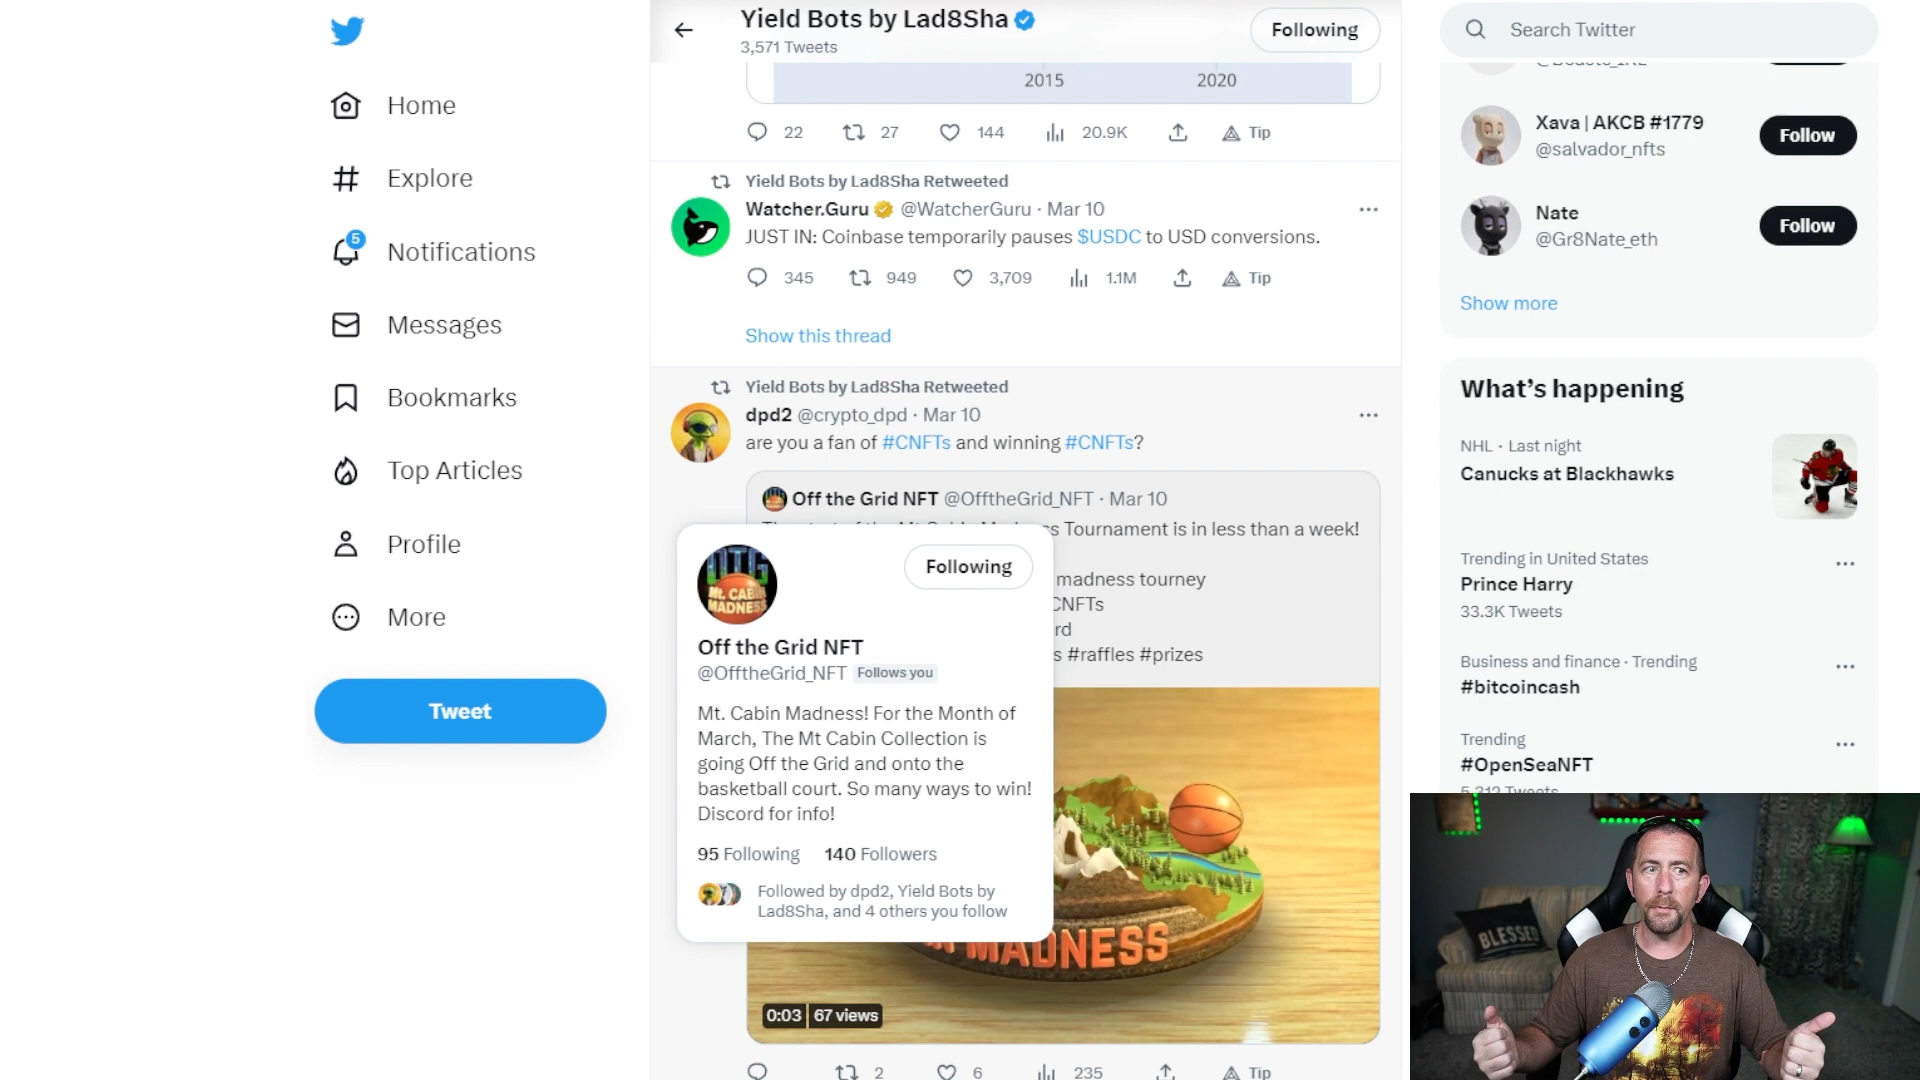 Home
Explore
5
Notifications
Messages
Bookmarks
Top Articles
Profile
More
Tweet
Yield Bots by Lad8Sha
3,571 Tweets
Following
2015 2020
22 27 144 20.9K Tip
Yield Bots by Lad8Sha Retweeted
Watcher.Guru @WatcherGuru · Mar 10
JUST IN: Coinbase temporarily pauses $USDC to USD conversions.
345 949 3,709 1.1M Tip
Show this thread
Yield Bots by Lad8Sha Retweeted
dpd2 @crypto_dpd · Mar 10
are you a fan of #CNFTs and winning #CNFTs?
Off the Grid NFT @OfftheGrid_NFT · Mar 10
Tournament is in less than a week!
madness tourney
CNFTs
#raffles #prizes
MT. CABIN
MADNESS
Following
Off the Grid NFT
@OfftheGrid_NFT Follows you
Mt. Cabin Madness! For the Month of
March, The Mt Cabin Collection is
going Off the Grid and onto the
basketball court. So many ways to win!
Discord for info!
95 Following 140 Followers
Followed by dpd2, Yield Bots by
Lad8Sha, and 4 others you follow
MADNESS
0:03 67 views
2 6 235 Tip
Search Twitter
Xava | AKCB #1779
@salvador_nfts
Follow
Nate
@Gr8Nate_eth
Follow
Show more
What's happening
NHL · Last night
Canucks at Blackhawks
Trending in United States
Prince Harry
33.3K Tweets
Business and finance · Trending
#bitcoincash
Trending
#OpenSeaNFT
5,212 Tweets
BLESSED